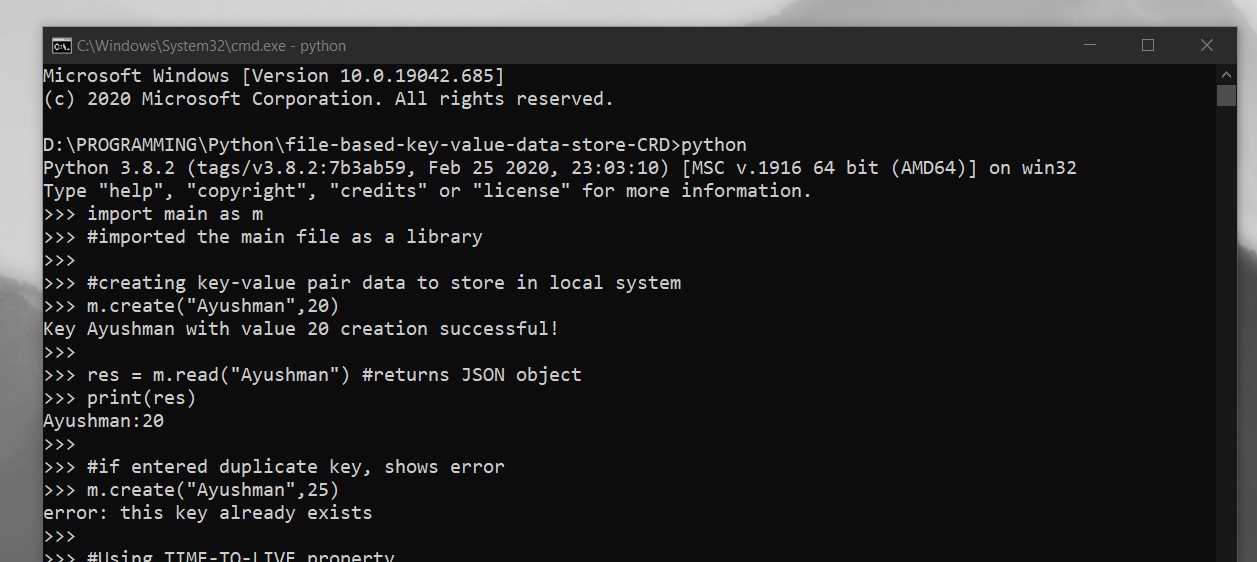 C:\Windows\System32\cmd.exe - python
Microsoft Windows [Version 10.0.19042.685]
(c) 2020 Microsoft Corporation. All rights reserved.
D:\PROGRAMMING\Python\file-based-key-value-data-store-CRD>python
Python 3.8.2 (tags/v3.8.2:7b3ab59, Feb 25 2020, 23:03:10) [MSC v.1916 64 bit (AMD64)] on win32
Type "help", "copyright", "credits" or "license" for more information.
>>> import main as m
>>> #imported the main file as a library
>>>
>>> #creating key-value pair data to store in local system
>>> m.create("Ayushman",20)
Key Ayushman with value 20 creation successful!
>>>
>>> res = m.read("Ayushman") #returns JSON object
>>> print(res)
Ayushman:20
>>>
>>> #if entered duplicate key, shows error
>>> m.create("Ayushman",25)
error: this key already exists
>>>
>>> #Using TIME-TO-LIVE property